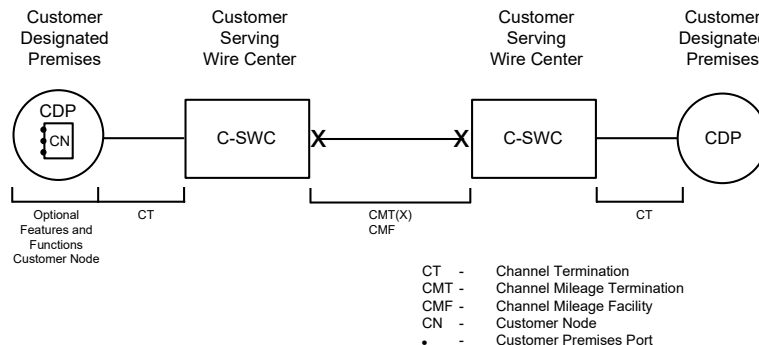 Customer
Designated
Premises
Customer
Serving
Wire Center
Customer
Serving
Wire Center
Customer
Designated
Premises
CDP
CN
C-SWC
X
X
C-SWC
CDP
Optional
Features and
Functions
Customer Node
CT
CMT(X)
CMF
CT
CT - Channel Termination
CMT - Channel Mileage Termination
CMF - Channel Mileage Facility
CN - Customer Node
• - Customer Premises Port